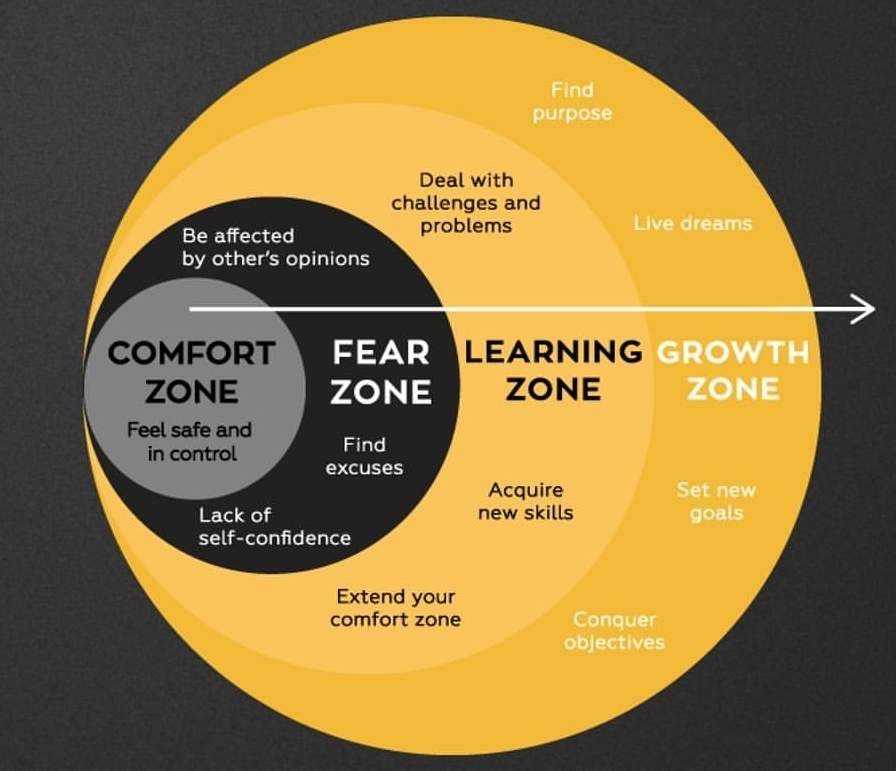 Find
purpose
Deal with
challenges and
problems
Live dreams
Be affected
by other's opinions
COMFORT
ZONE
Feel safe and
in control
FEAR
ZONE
Find
excuses
Lack of
self-confidence
LEARNING
ZONE
Acquire
new skills
Extend your
comfort zone
GROWTH
ZONE
Set new
goals
Conquer
objectives